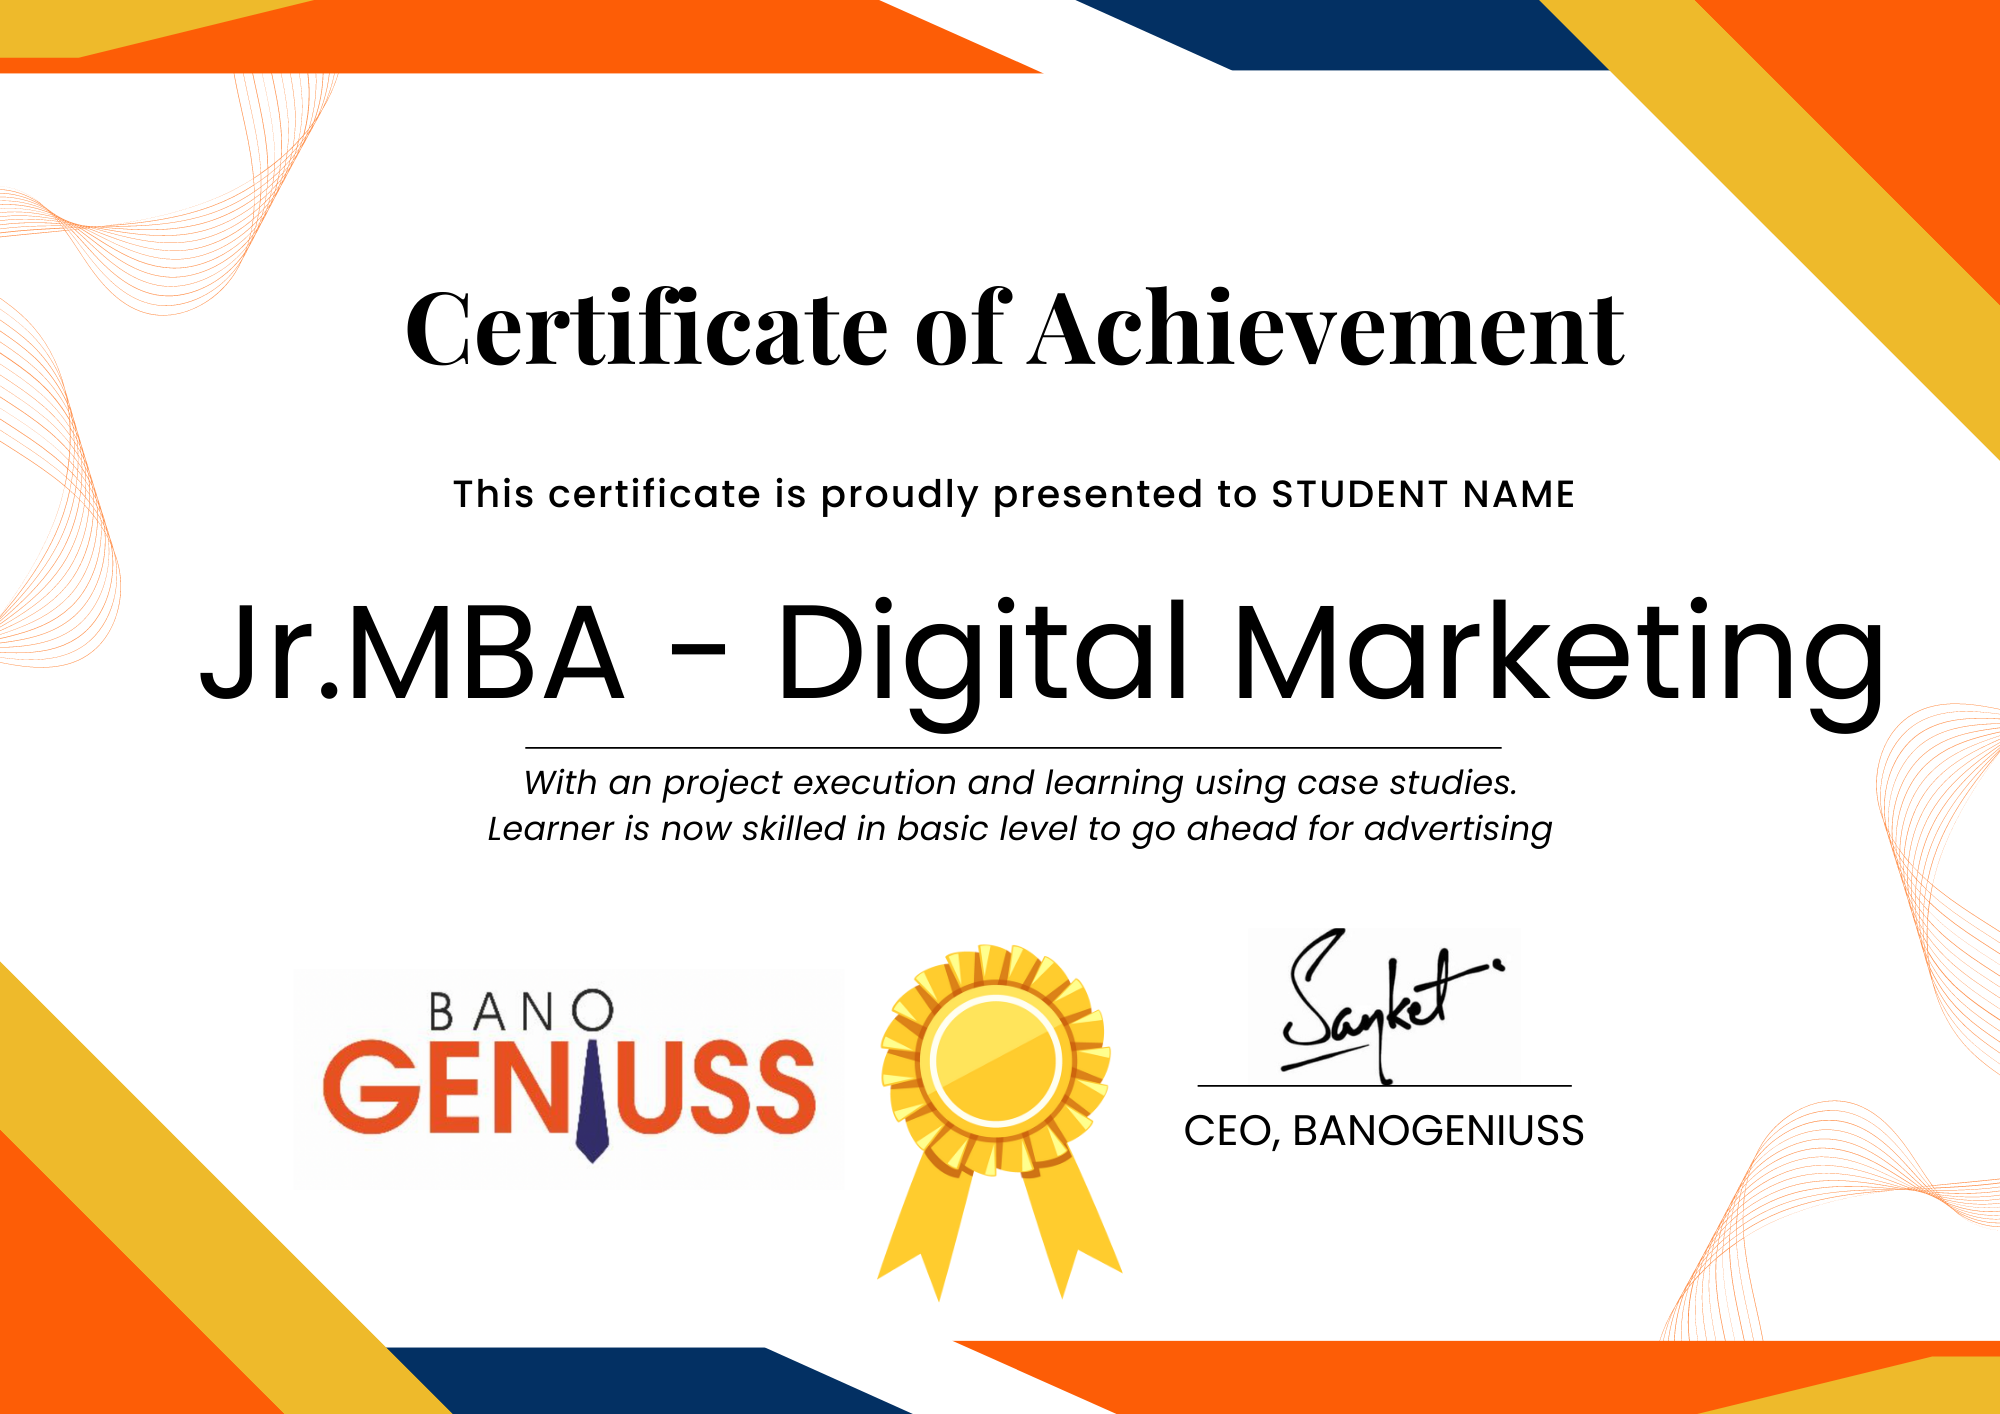 Certificate of Achievement
This certificate is proudly presented to STUDENT NAME
Jr.MBA - Digital Marketing
With an project execution and learning using case studies.
Learner is now skilled in basic level to go ahead for advertising
BANO
GENIUSS
Sanket
CEO, BANOGENIUSS